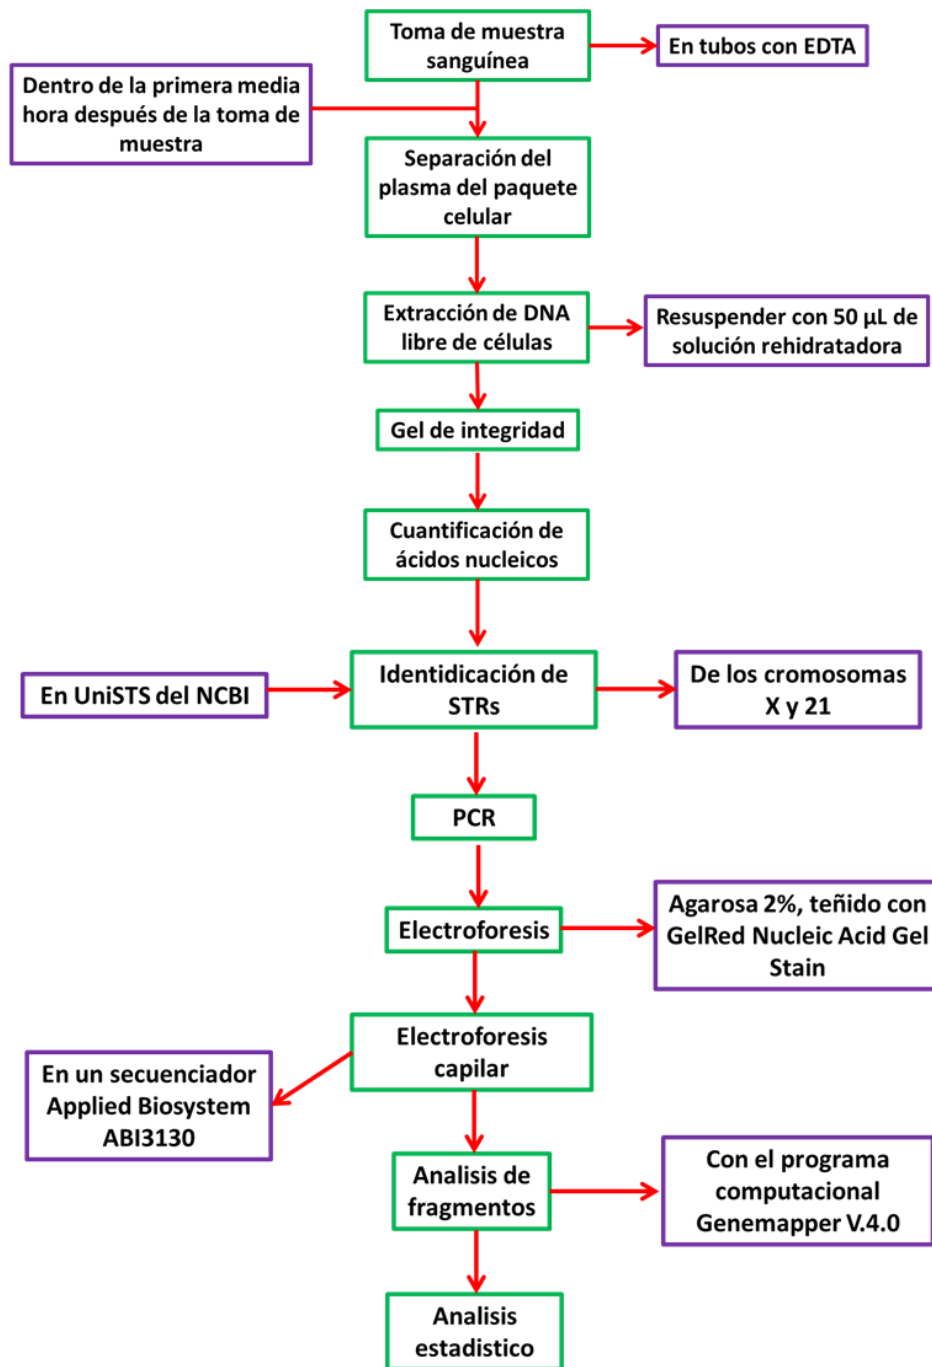 Toma de muestra
sanguínea
En tubos con EDTA
Dentro de la primera media
hora después de la toma de
muestra
Separación del
plasma del paquete
celular
Extracción de DNA
libre de células
Resuspender con 50 µL de
solución rehidratadora
Gel de integridad
Cuantificación de
ácidos nucleicos
En UniSTS del NCBI
Identidicación de
STRs
De los cromosomas
X y 21
PCR
Electroforesis
Agarosa 2%, teñido con
GelRed Nucleic Acid Gel
Stain
Electroforesis
capilar
En un secuenciador
Applied Biosystem
ABI3130
Analisis de
fragmentos
Con el programa
computacional
Genemapper V.4.0
Analisis
estadistico